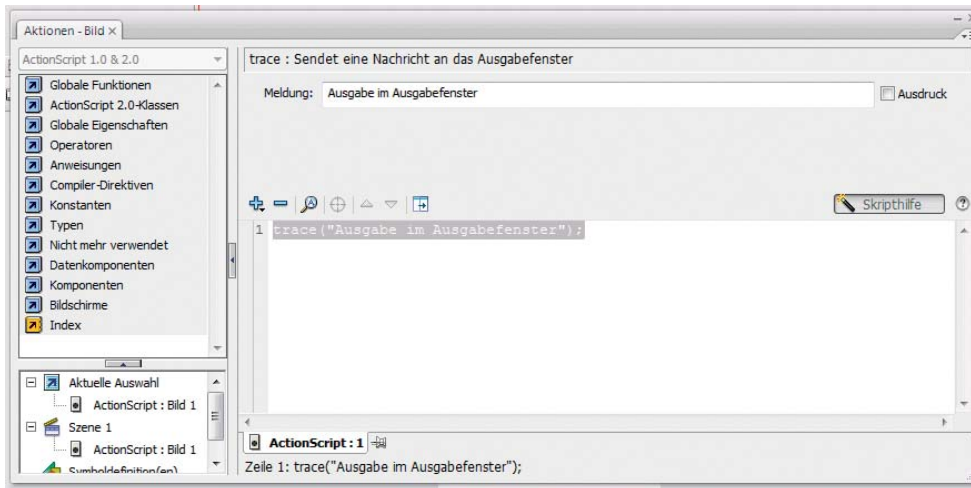 Aktionen - Bild ×
ActionScript 1.0 & 2.0
Globale Funktionen
ActionScript 2.0-Klassen
Globale Eigenschaften
Operatoren
Anweisungen
Compiler-Direktiven
Konstanten
Typen
Nicht mehr verwendet
Datenkomponenten
Komponenten
Bildschirme
Index
Aktuelle Auswahl
ActionScript : Bild 1
Szene 1
ActionScript : Bild 1
Symboldefinition(en)
trace : Sendet eine Nachricht an das Ausgabefenster
Meldung: Ausgabe im Ausgabefenster Ausdruck
Skripthilfe
1 trace("Ausgabe im Ausgabefenster");
ActionScript : 1
Zeile 1: trace("Ausgabe im Ausgabefenster");